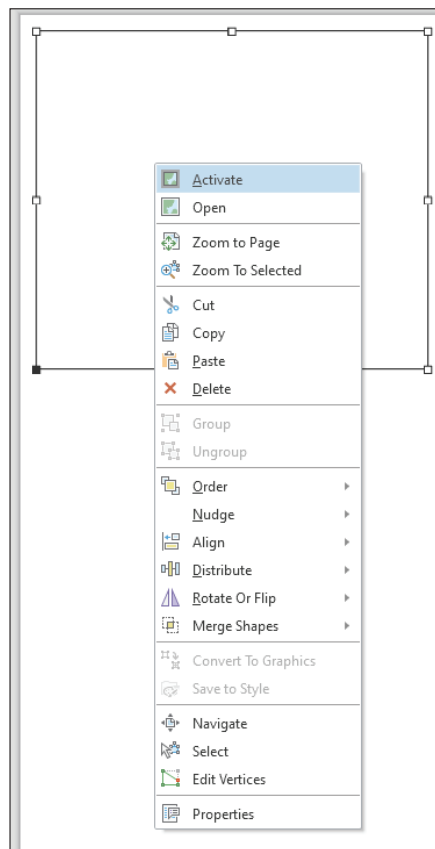 Activate
Open
Zoom to Page
Zoom To Selected
Cut
Copy
Paste
Delete
Group
Ungroup
Order
Nudge
Align
Distribute
Rotate Or Flip
Merge Shapes
Convert To Graphics
Save to Style
Navigate
Select
Edit Vertices
Properties